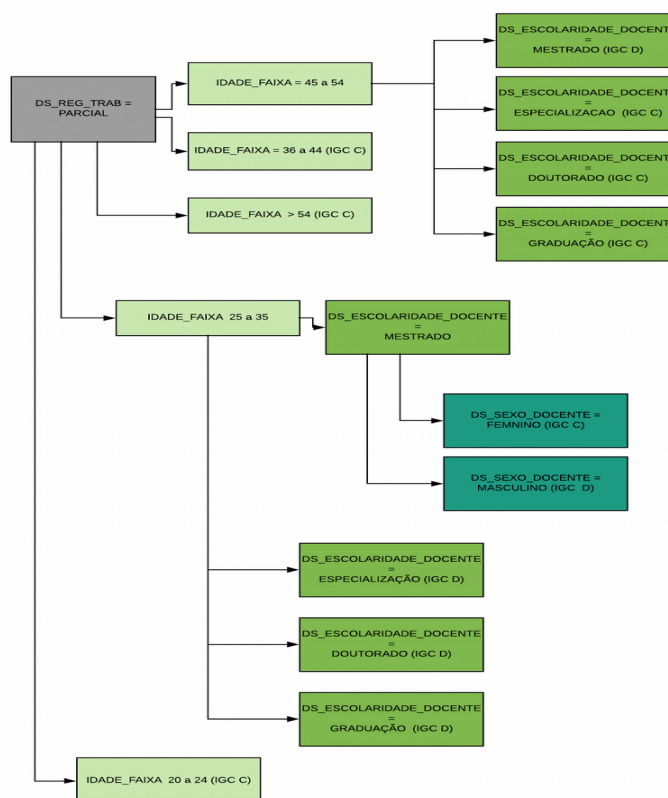 DS_REG_TRAB =
PARCIAL
IDADE_FAIXA = 45 a 54
IDADE_FAIXA = 36 a 44 (IGC C)
IDADE_FAIXA > 54 (IGC C)
DS_ESCOLARIDADE_DOCENTE
=
MESTRADO (IGC D)
DS_ESCOLARIDADE_DOCENTE
=
ESPECIALIZACAO (IGC C)
DS_ESCOLARIDADE_DOCENTE
=
DOUTORADO (IGC C)
DS_ESCOLARIDADE_DOCENTE
=
GRADUAÇÃO (IGC C)
IDADE_FAIXA 25 a 35
DS_ESCOLARIDADE_DOCENTE
=
MESTRADO
DS_SEXO_DOCENTE =
FEMNINO (IGC C)
DS_SEXO_DOCENTE =
MASCULINO (IGC D)
DS_ESCOLARIDADE_DOCENTE
=
ESPECIALIZAÇÃO (IGC D)
DS_ESCOLARIDADE_DOCENTE
=
DOUTORADO (IGC D)
DS_ESCOLARIDADE_DOCENTE
=
GRADUAÇÃO (IGC D)
IDADE_FAIXA 20 a 24 (IGC C)